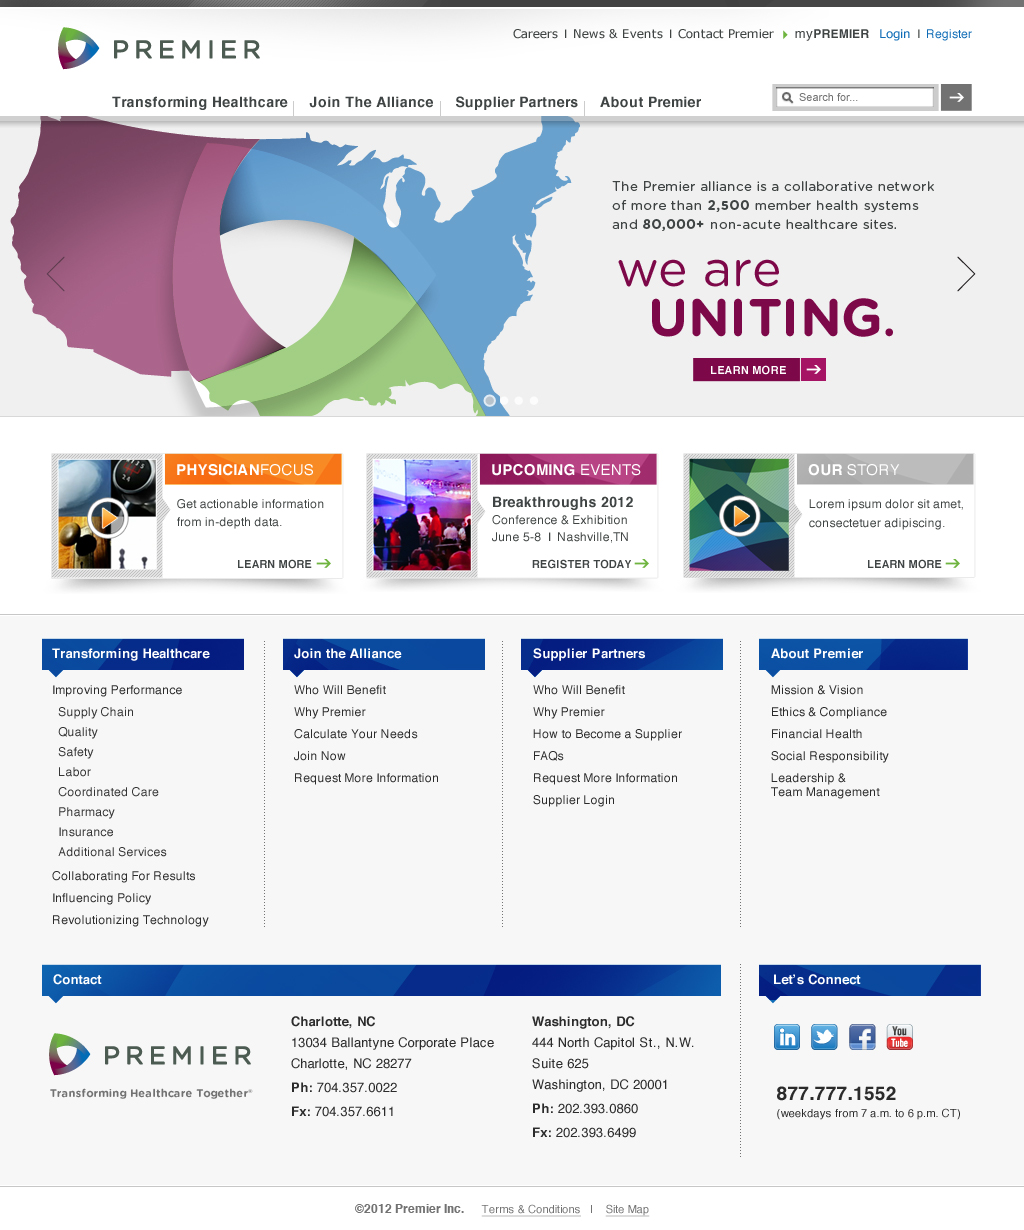 Careers I News & Events I Contact Premier myPREMIER Login I Register
PREMIER
Transforming Healthcare Join The Alliance Supplier Partners About Premier
Search for...
The Premier alliance is a collaborative network
of more than 2,500 member health systems
and 80,000+ non-acute healthcare sites.
we are
UNITING.
LEARN MORE
PHYSICIANFOCUS
Get actionable information
from in-depth data.
LEARN MORE
UPCOMING EVENTS
Breakthroughs 2012
Conference & Exhibition
June 5-8 I Nashville,TN
REGISTER TODAY
OUR STORY
Lorem ipsum dolor sit amet,
consectetuer adipiscing.
LEARN MORE
Transforming Healthcare
Improving Performance
Supply Chain
Quality
Safety
Labor
Coordinated Care
Pharmacy
Insurance
Additional Services
Collaborating For Results
Influencing Policy
Revolutionizing Technology
Join the Alliance
Who Will Benefit
Why Premier
Calculate Your Needs
Join Now
Request More Information
Supplier Partners
Who Will Benefit
Why Premier
How to Become a Supplier
FAQs
Request More Information
Supplier Login
About Premier
Mission & Vision
Ethics & Compliance
Financial Health
Social Responsibility
Leadership &
Team Management
Contact
PREMIER
Transforming Healthcare Together®
Charlotte, NC
13034 Ballantyne Corporate Place
Charlotte, NC 28277
Ph: 704.357.0022
Fx: 704.357.6611
Washington, DC
444 North Capitol St., N.W.
Suite 625
Washington, DC 20001
Ph: 202.393.0860
Fx: 202.393.6499
Let's Connect
in
You
Tube
877.777.1552
(weekdays from 7 a.m. to 6 p.m. CT)
©2012 Premier Inc. Terms & Conditions I Site Map